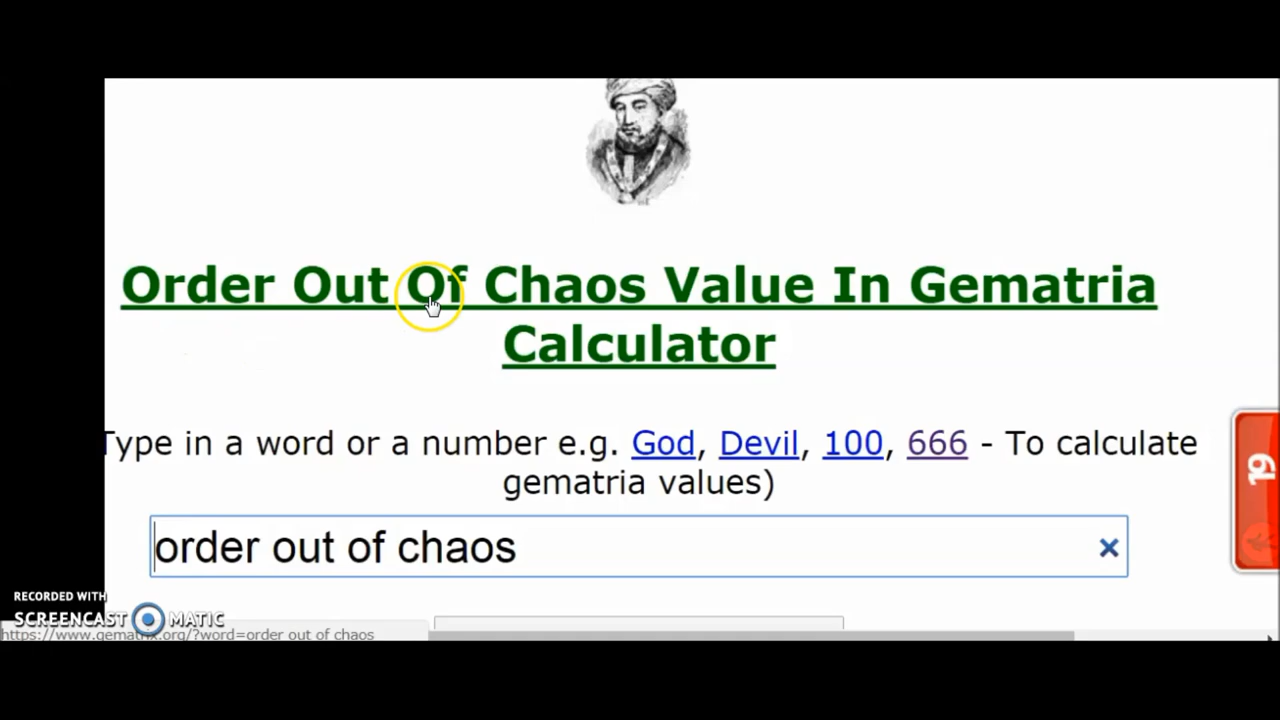 Order Out Of Chaos Value In Gematria
Calculator
Type in a word or a number e.g. God, Devil, 100, 666 - To calculate
gematria values)
order out of chaos
RECORDED WITH
SCREENCAST MATIC
https://www.gematrix.org/?word=order out of chaos